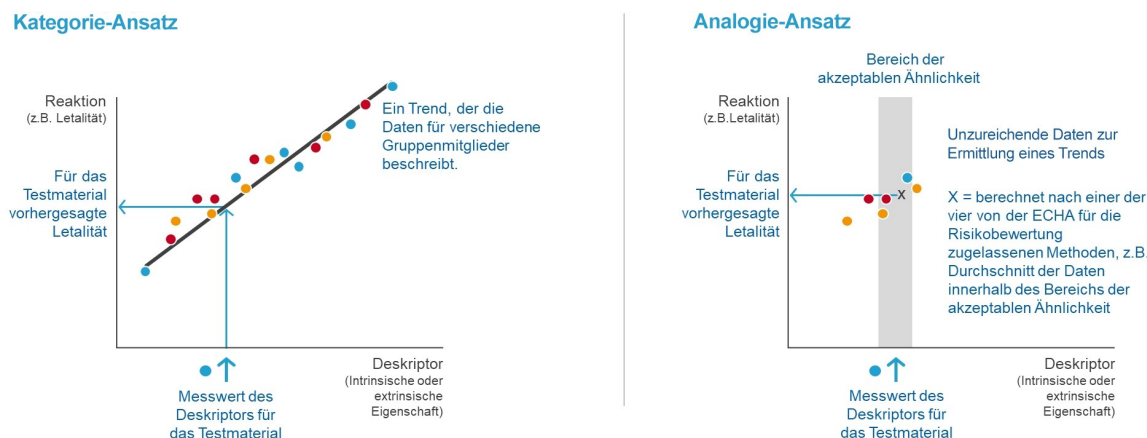 Kategorie-Ansatz
Reaktion
(z.B. Letalität)
Ein Trend, der die
Daten für verschiedene
Gruppenmitglieder
beschreibt.
Für das
Testmaterial
vorhergesagte
Letalität
Deskriptor
(Intrinsische oder
extrinsische
Eigenschaft)
Messwert des
Deskriptors für
das Testmaterial
Analogie-Ansatz
Bereich der
akzeptablen Ähnlichkeit
Reaktion
(z.B.Letalität)
Unzureichende Daten zur
Ermittlung eines Trends
Für das
Testmaterial
vorhergesagte
Letalität
X
X = berechnet nach einer der
vier von der ECHA für die
Risikobewertung
zugelassenen Methoden, z.B.
Durchschnitt der Daten
innerhalb des Bereichs der
akzeptablen Ähnlichkeit
Deskriptor
(Intrinsische oder
extrinsische
Eigenschaft)
Messwert des
Deskriptors für
das Testmaterial